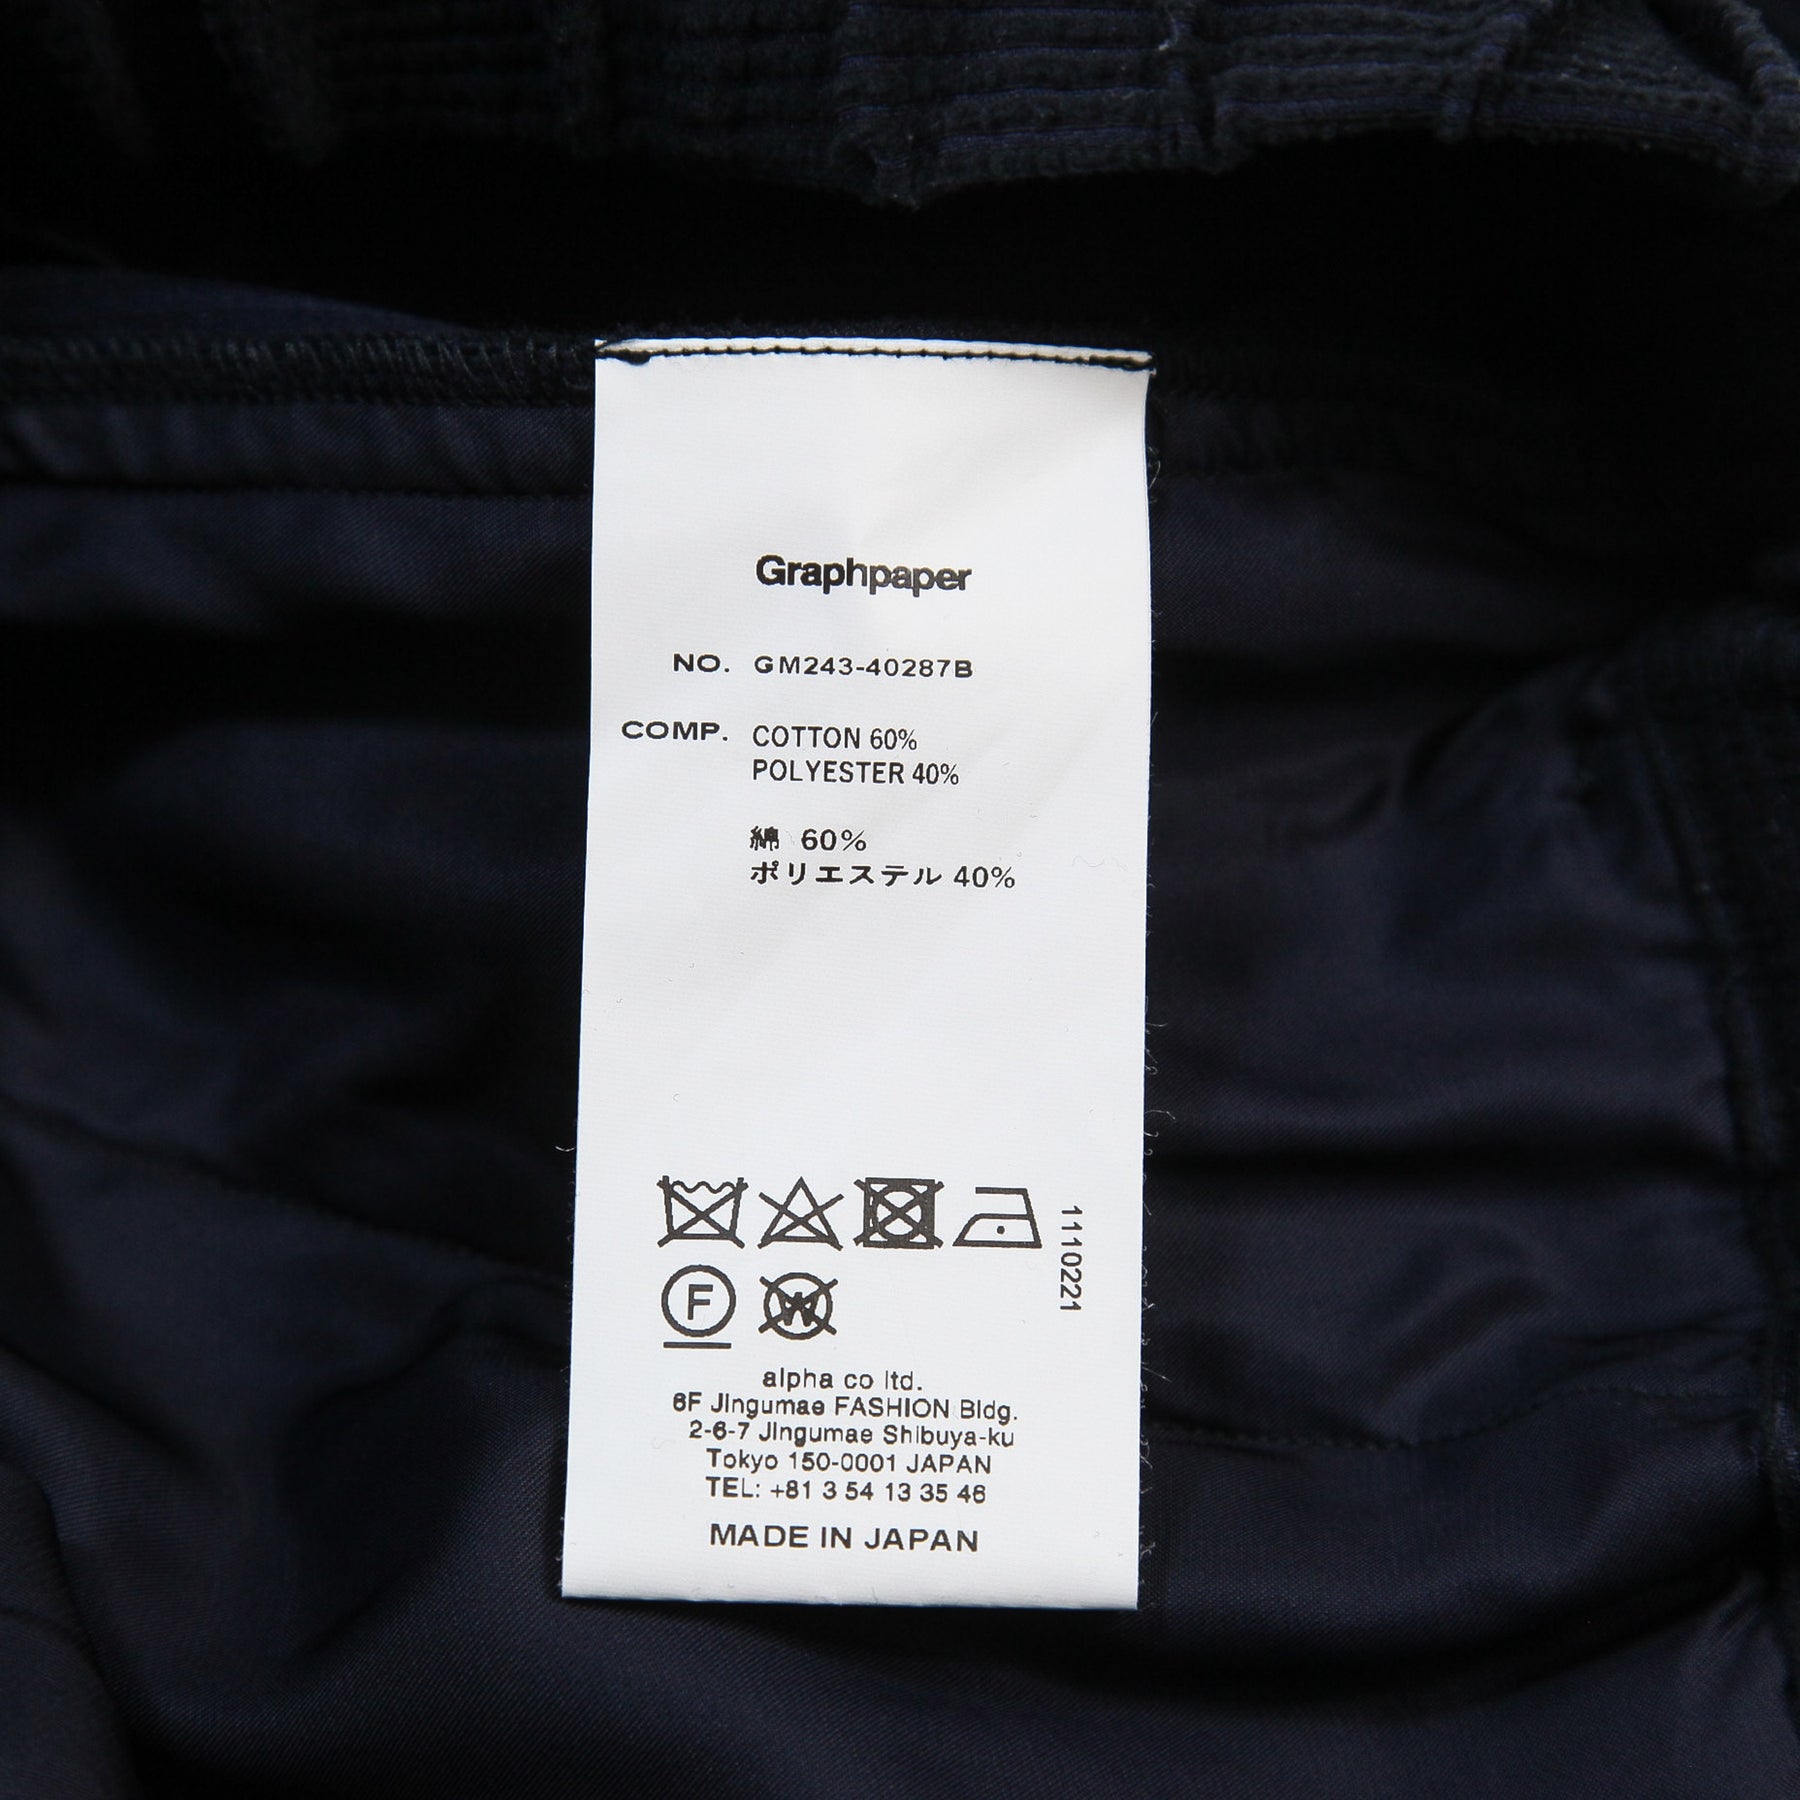 Graphpaper
NO. GM243-40287B
COMP. COTTON 60%
POLYESTER 40%
綿 60%
ポリエステル 40%
1110221
F
W
alpha co ltd.
6F Jingumae FASHION Bldg.
2-6-7 Jingumae Shibuya-ku
Tokyo 150-0001 JAPAN
TEL: +81 3 54 13 35 46
MADE IN JAPAN